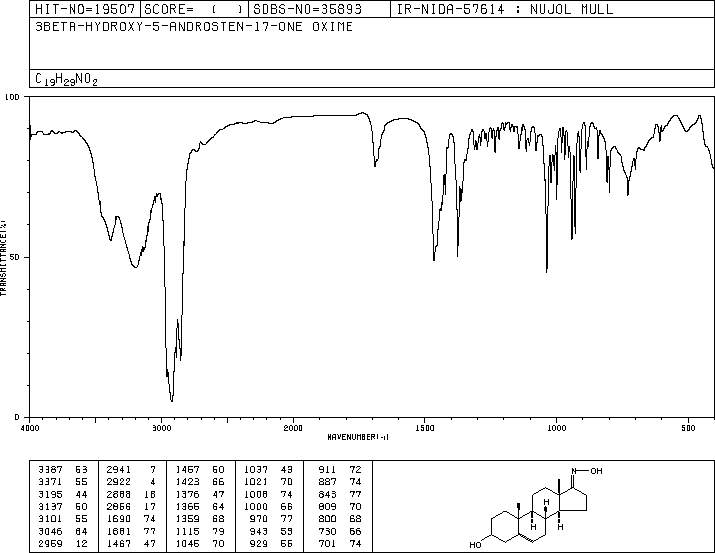 HIT-NO=19507 SCORE= ( ) SDBS-NO=35893 IR-NIDA-57614 : NUJOL MULL
3BETA-HYDROXY-5-ANDROSTEN-17-ONE OXIME
C19H29NO2
100
50
0
TRANSMITTANCE(%)
4000 3000 2000 1500 1000 500
WAVENUMBER(-1)
3387 63 2941 7 1457 60 1037 43 911 72
3371 55 2922 4 1423 66 1021 70 887 74
3195 44 2888 16 1376 47 1008 74 843 77
3137 50 2856 17 1365 64 1000 66 809 70
3101 55 1690 74 1359 68 970 77 800 68
3046 64 1681 77 1115 79 943 53 730 66
2959 12 1467 47 1045 70 929 55 701 74
N OH
H
H H
HO